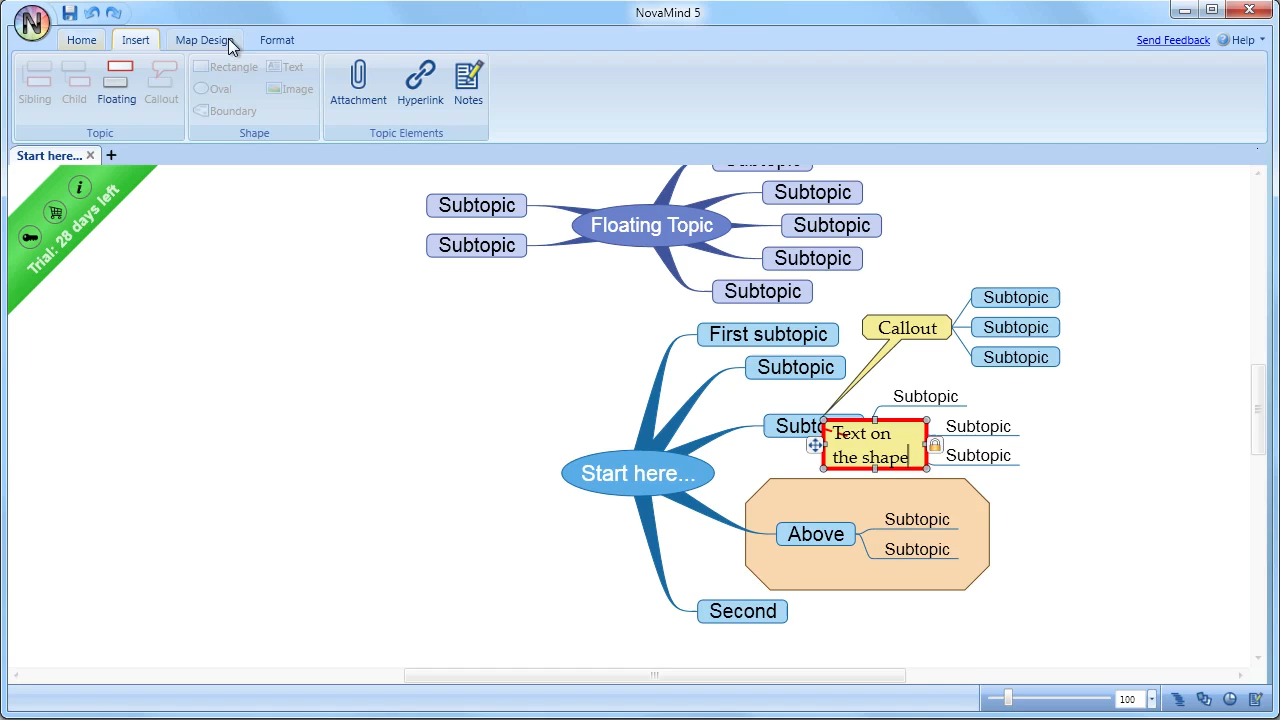 NovaMind 5
Home
Insert
Map Design
Format
Send Feedback
Help
Sibling
Child
Floating
Callout
Rectangle
Text
Oval
Image
Boundary
Attachment
Hyperlink
Notes
Topic
Shape
Topic Elements
Start here...
Trial: 28 days left
Subtopic
Subtopic
Subtopic
Floating Topic
Subtopic
Subtopic
Subtopic
Subtopic
Subtopic
Callout
Subtopic
Subtopic
First subtopic
Subtopic
Subtopic
Text on
the shape
Subtopic
Subtopic
Start here...
Subtopic
Above
Subtopic
Subtopic
Second
100